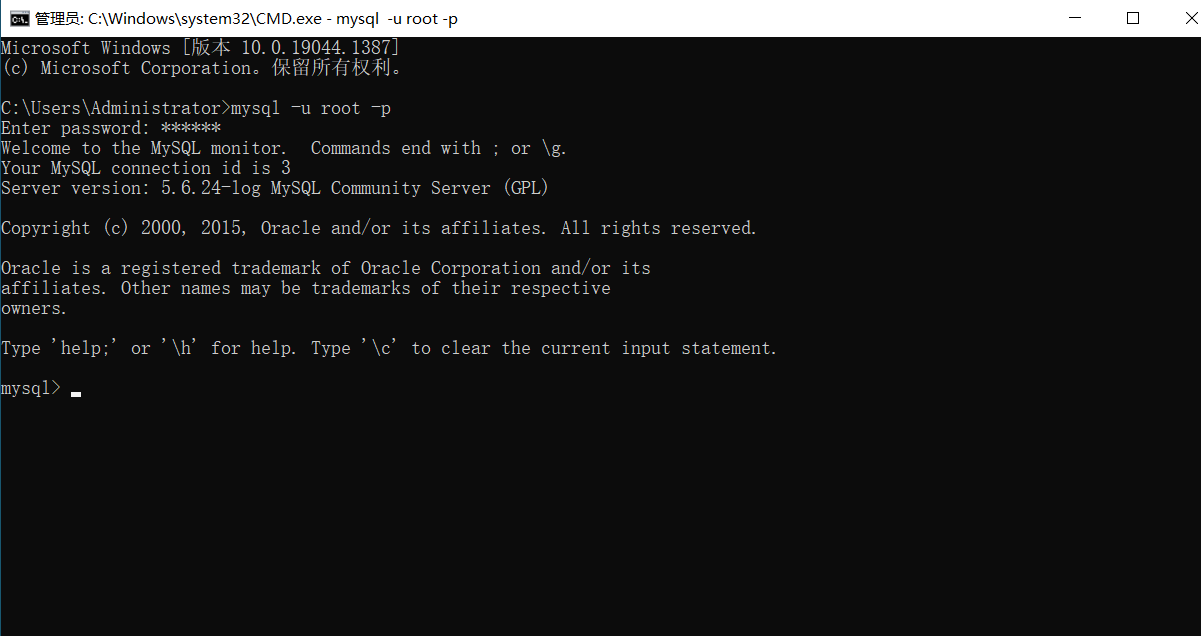 管理员: C:\Windows\system32\CMD.exe - mysql  -u root -p
Microsoft Windows [版本 10.0.19044.1387]
(c) Microsoft Corporation。保留所有权利。
C:\Users\Administrator>mysql -u root -p
Enter password: ******
Welcome to the MySQL monitor.  Commands end with ; or \g.
Your MySQL connection id is 3
Server version: 5.6.24-log MySQL Community Server (GPL)
Copyright (c) 2000, 2015, Oracle and/or its affiliates. All rights reserved.
Oracle is a registered trademark of Oracle Corporation and/or its
affiliates. Other names may be trademarks of their respective
owners.
Type 'help;' or '\h' for help. Type '\c' to clear the current input statement.
mysql>